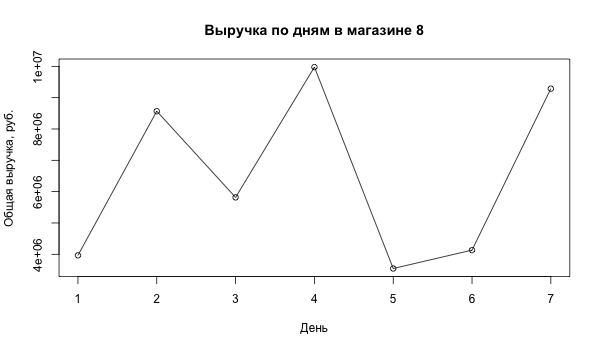 Выручка по дням в магазине 8
Общая выручка, руб.
1e+07
8e+06
6e+06
4e+06
1 2 3 4 5 6 7
День